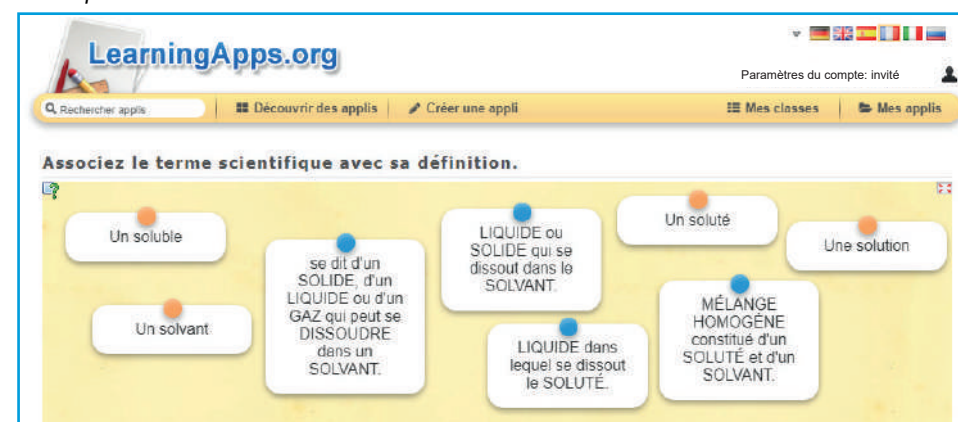 LearningApps.org
Paramètres du compte: invité
Rechercher applis
Découvrir des applis
Créer une appli
Mes classes
Mes applis
Associez le terme scientifique avec sa définition.
Un soluble
se dit d'un
SOLIDE, d'un
LIQUIDE ou d'un
GAZ qui peut se
DISSOUDRE
dans un
SOLVANT.
LIQUIDE ou
SOLIDE qui se
dissout dans le
SOLVANT.
Un soluté
Une solution
Un solvant
LIQUIDE dans
lequel se dissout
le SOLUTÉ.
MÉLANGE
HOMOGÈNE
constitué d'un
SOLUTÉ et d'un
SOLVANT.